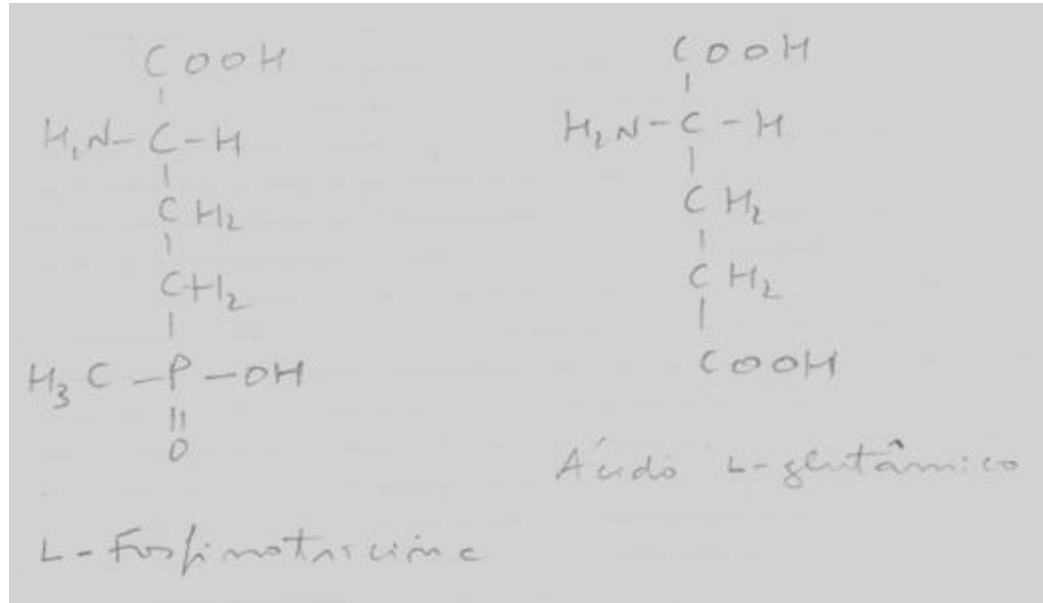 COOH
H₂N-C-H
CH₂
CH₂
H₃C-P-OH
O
L-Fosfinotricina
COOH
H₂N-C-H
CH₂
CH₂
COOH
Ácido L-glutâmico